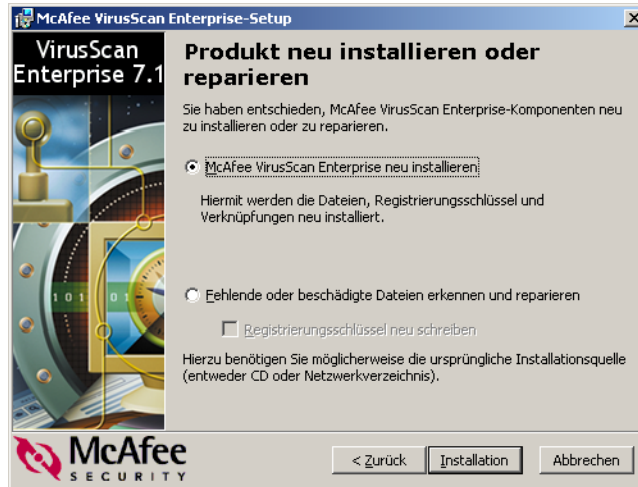 McAfee VirusScan Enterprise-Setup
VirusScan
Enterprise 7.1
Produkt neu installieren oder
reparieren
Sie haben entschieden, McAfee VirusScan Enterprise-Komponenten neu
zu installieren oder zu reparieren.
McAfee VirusScan Enterprise neu installieren
Hiermit werden die Dateien, Registrierungsschlüssel und
Verknüpfungen neu installiert.
1 0 1 0 1
Fehlende oder beschädigte Dateien erkennen und reparieren
Registrierungsschlüssel neu schreiben
Hierzu benötigen Sie möglicherweise die ursprüngliche Installationsquelle
(entweder CD oder Netzwerkverzeichnis).
McAfee
SECURITY
< Zurück
Installation
Abbrechen